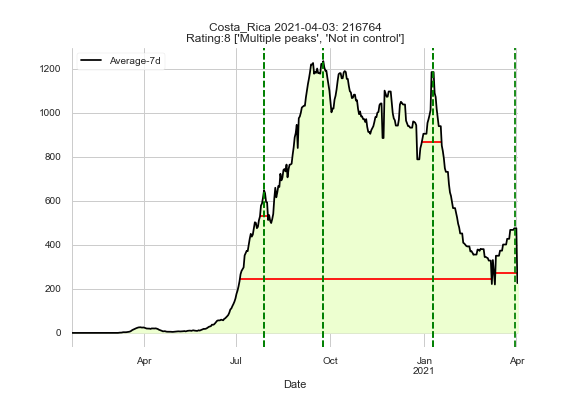 Costa_Rica 2021-04-03: 216764
Rating:8 ['Multiple peaks', 'Not in control']
Average-7d
1200
1000
800
600
400
200
0
Apr Jul Oct Jan Apr
2021
Date